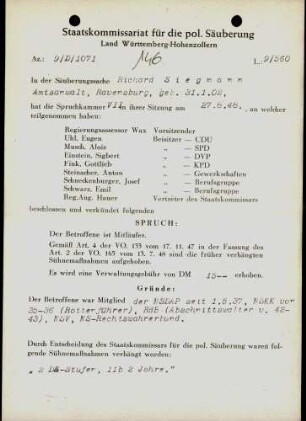 Staatskommissariat für die pol. Säuberung
Land Württemberg-Hohenzollern
Az.: 9/D/1071
146
L. 9/560
In der Säuberungssache Richard Siegmann
Amtsanwalt, Ravensburg, geb. 31.1.02,
hat die Spruchkammer VII in ihrer Sitzung am 27.8.48. an welcher
teilgenommen haben:
Regierungsassessor Wax Vorsitzender
Uhl, Eugen Beisitzer — CDU
Musch, Alois „ — SPD
Einstein, Sigbert „ — DVP
Fink, Gottlieb „ — KPD
Steinacher, Anton „ — Gewerkschaften
Schneckenburger, Josef „ — Berufsgruppe
Schwarz, Emil „ — Berufsgruppe
Reg.Aug. Huner Vertreter des Staatskommissars
beschlossen und verkündet folgenden
SPRUCH:
Der Betroffene ist Mitläufer.
Gemäß Art. 4 der VO. 133 vom 17. 11. 47 in der Fassung des
Art. 2 der VO. 165 vom 13. 7. 48 sind die früher verhängten
Sühnemaßnahmen aufgehoben.
Es wird eine Verwaltungsgebühr von DM 15-- erhoben.
Gründe:
Der Betroffene war Mitglied der NSDAP seit 1.5.37, NSKK von
35-36 (Rottenführer), RdB (Abschnittswalter v. 42-
43), NSV, NS-Rechtswahrerbund.
Durch Entscheidung des Staatskommissars für die pol. Säuberung waren fol-
gende Sühnemaßnahmen verhängt worden:
„ 2 DA-Stufen, 11b 2 Jahre."